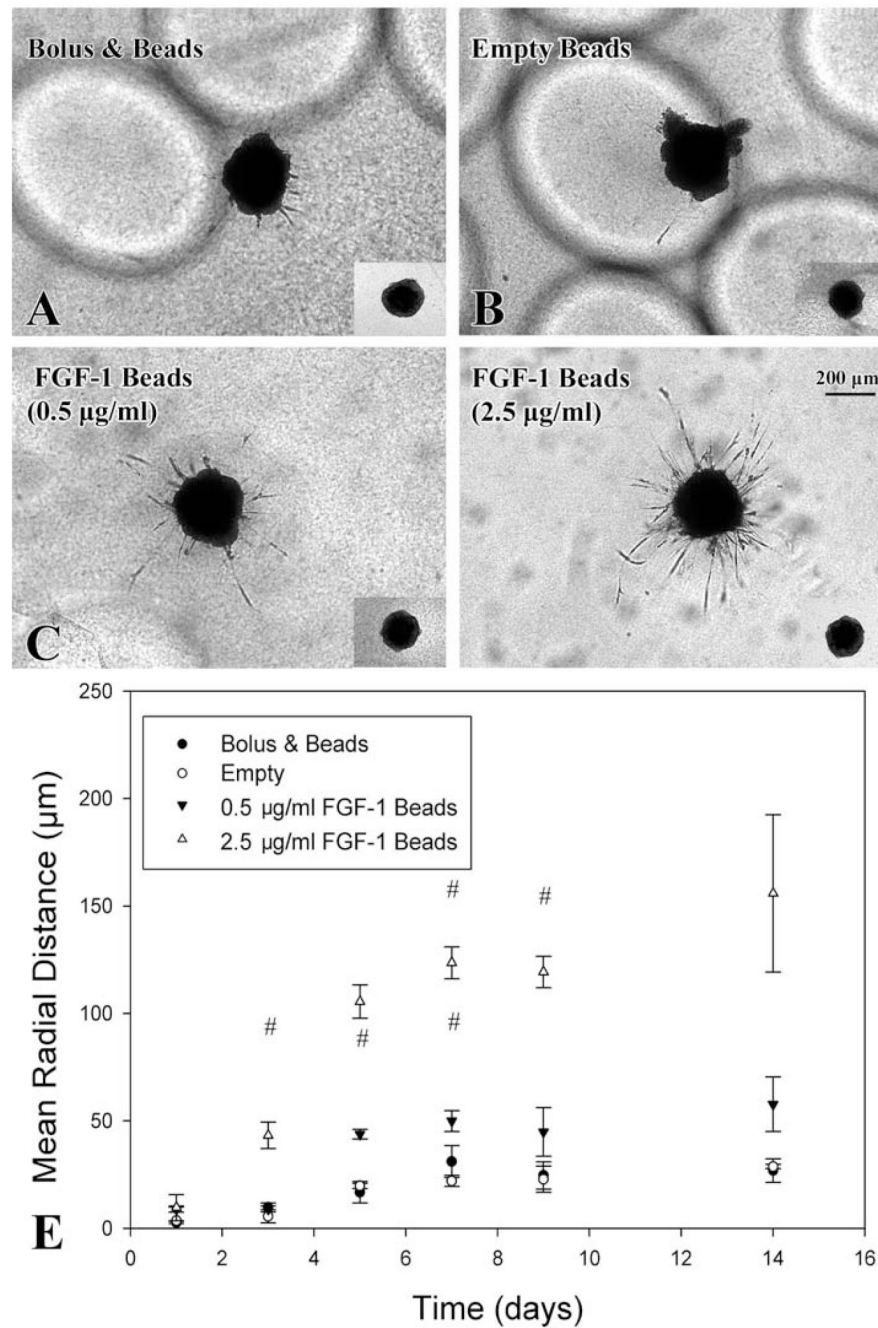 Bolus & Beads
A
Empty Beads
B
FGF-1 Beads
(0.5 µg/ml)
C
FGF-1 Beads
(2.5 µg/ml)
200 µm
250
200
150
100
50
0
Mean Radial Distance (µm)
Bolus & Beads
Empty
0.5 µg/ml FGF-1 Beads
2.5 µg/ml FGF-1 Beads
# #
# # #
E
0 2 4 6 8 10 12 14 16
Time (days)